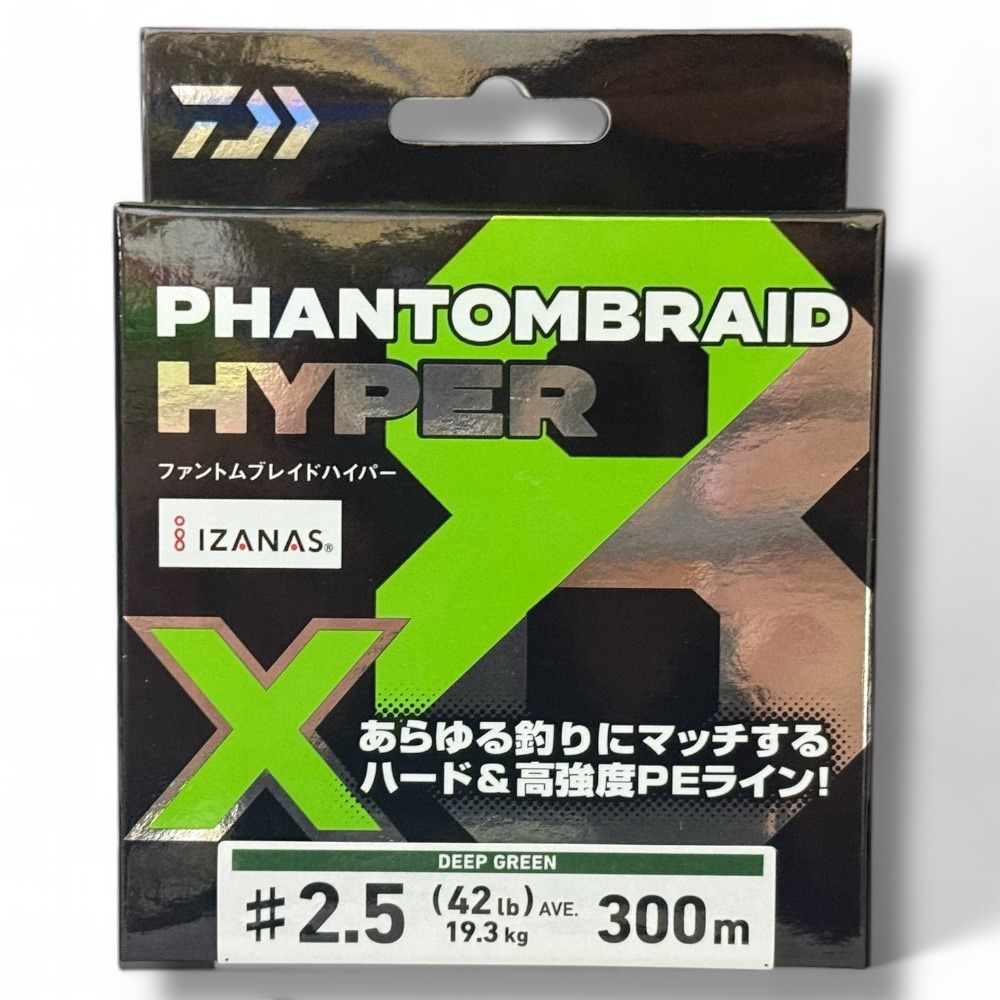 PHANTOMBRAID
HYPER
ファントムブレイドハイパー
IZANAS®
X8
あらゆる釣りにマッチする
ハード&高強度PEライン!
DEEP GREEN
#2.5 (42lb) AVE. 300m
19.3kg